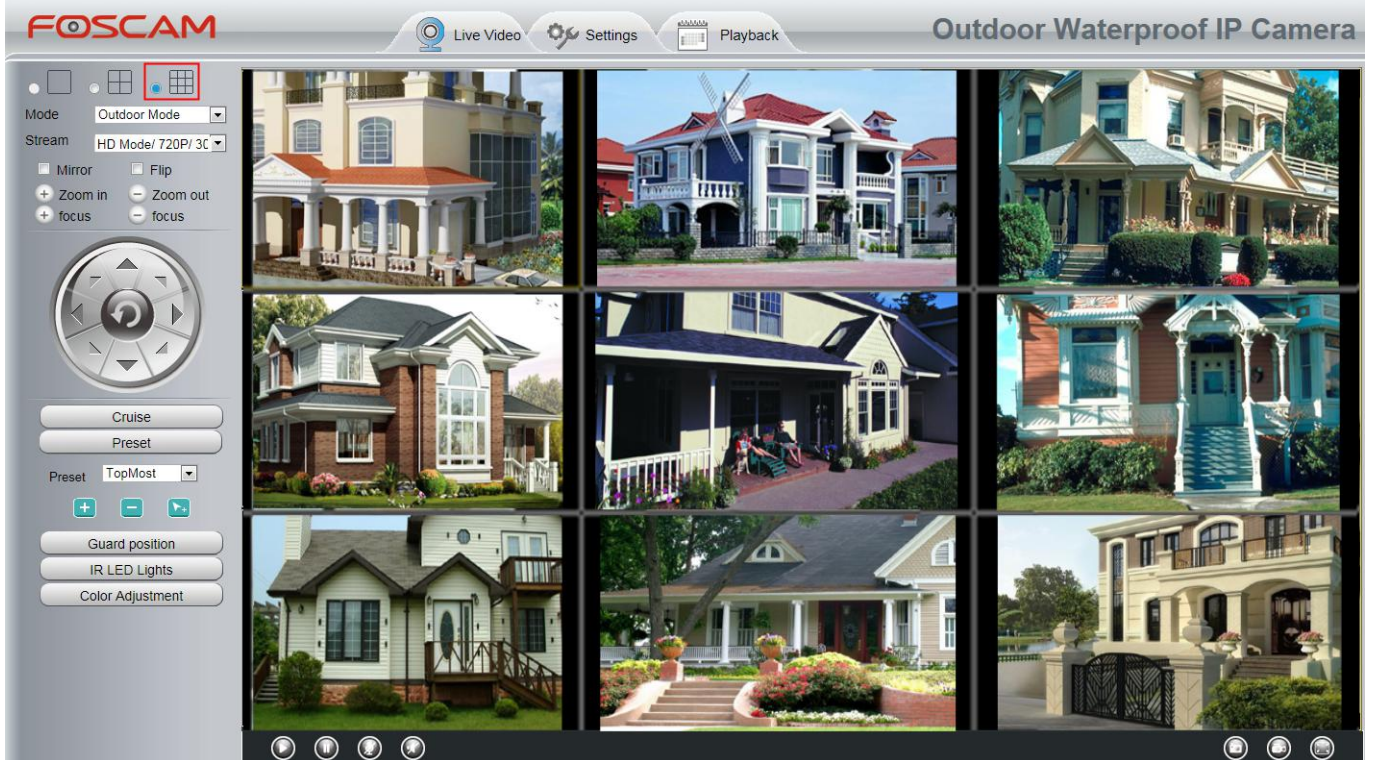 FOSCAM
Live Video
Settings
Playback
Outdoor Waterproof IP Camera
Mode
Outdoor Mode
Stream
HD Mode/ 720P/ 30
Mirror
Flip
Zoom in
Zoom out
focus
focus
Cruise
Preset
Preset
TopMost
Guard position
IR LED Lights
Color Adjustment